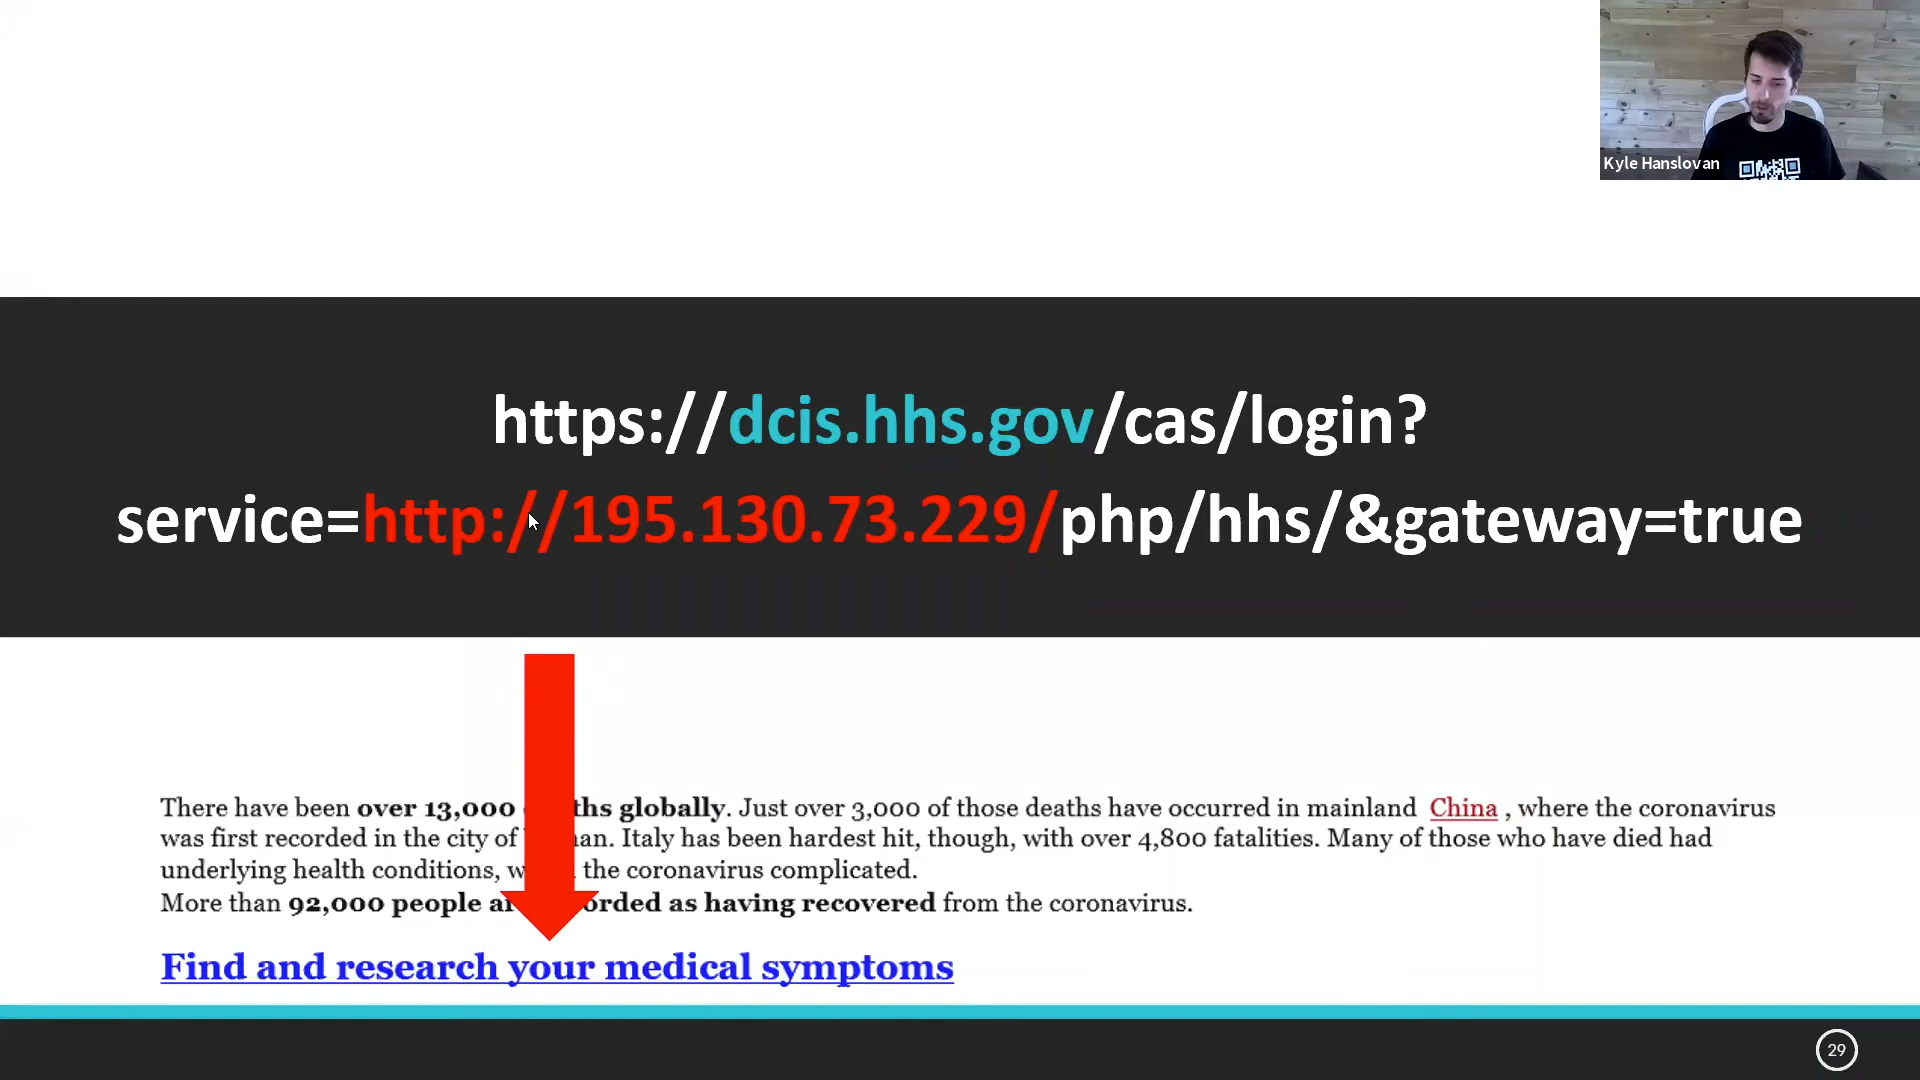 Kyle Hanslovan
https://dcis.hhs.gov/cas/login?
service=http://195.130.73.229/php/hhs/&gateway=true
There have been over 13,000 ths globally. Just over 3,000 of those deaths have occurred in mainland China , where the coronavirus
was first recorded in the city of an. Italy has been hardest hit, though, with over 4,800 fatalities. Many of those who have died had
underlying health conditions, w the coronavirus complicated.
More than 92,000 people ar orded as having recovered from the coronavirus.
Find and research your medical symptoms
29